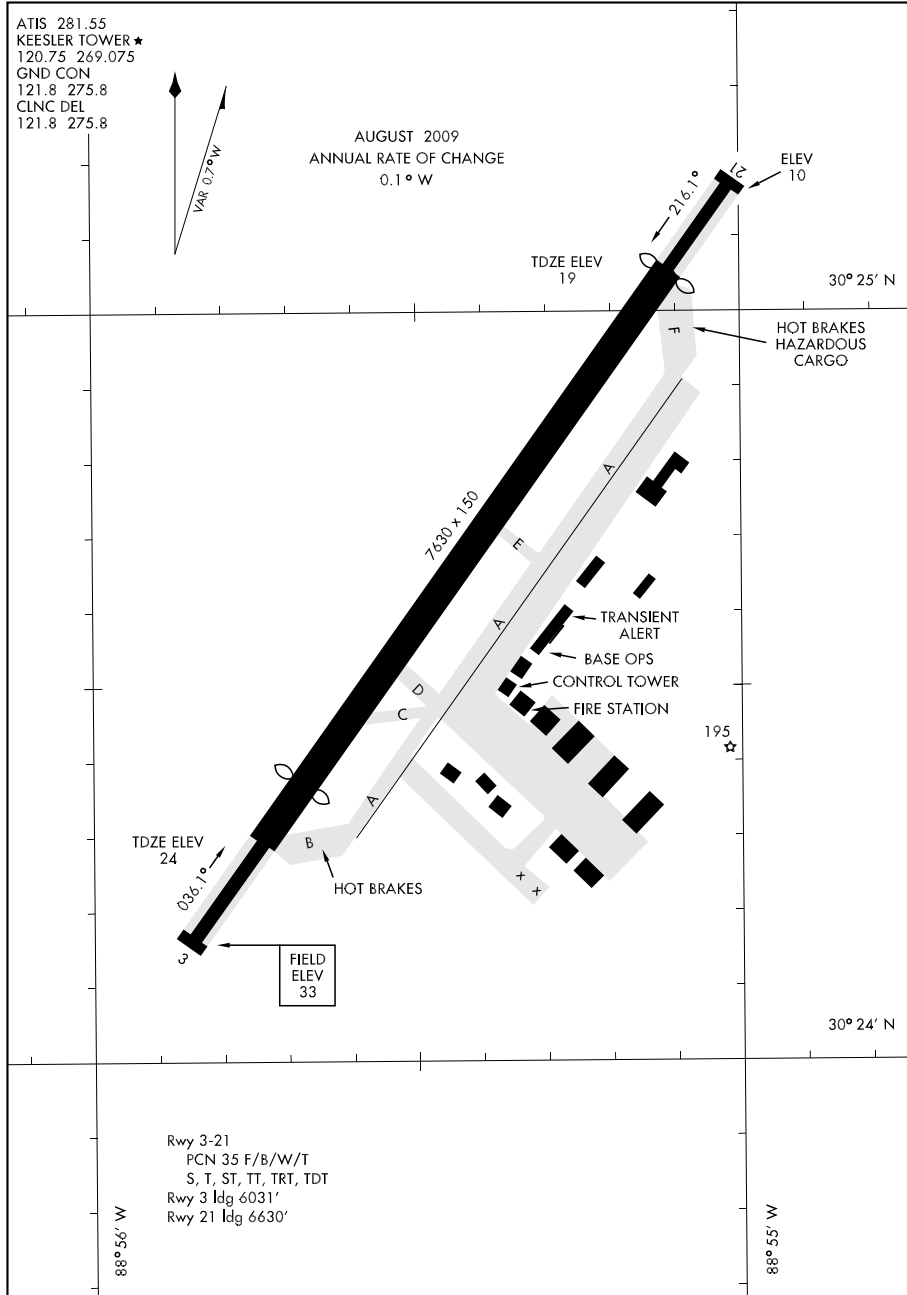 ATIS 281.55
KEESLER TOWER★
120.75 269.075
GND CON
121.8 275.8
CLNC DEL
121.8 275.8
VAR 0.7° W
AUGUST 2009
ANNUAL RATE OF CHANGE
0.1° W
21
ELEV
10
216.1°
TDZE ELEV
19
30° 25' N
F
HOT BRAKES
HAZARDOUS
CARGO
A
7630 x 150
E
A
TRANSIENT
ALERT
BASE OPS
CONTROL TOWER
FIRE STATION
D
C
195
A
TDZE ELEV
24
B
036.1°
HOT BRAKES
x x
3
FIELD
ELEV
33
30° 24' N
Rwy 3-21
PCN 35 F/B/W/T
S, T, ST, TT, TRT, TDT
Rwy 3 ldg 6031'
Rwy 21 ldg 6630'
88° 56' W
88° 55' W